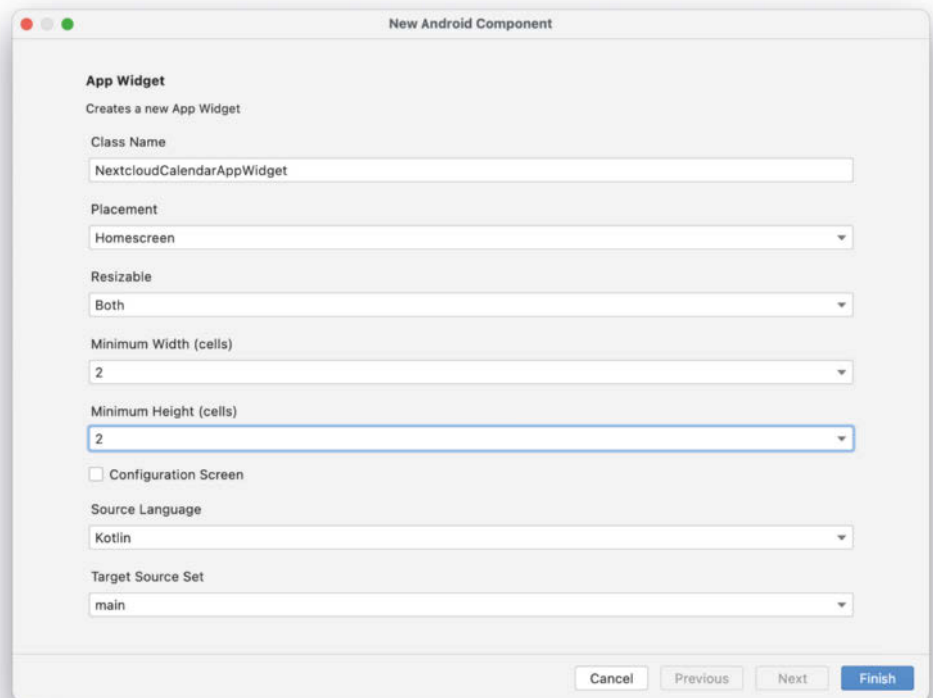 New Android Component
App Widget
Creates a new App Widget
Class Name
NextcloudCalendarAppWidget
Placement
Homescreen
Resizable
Both
Minimum Width (cells)
2
Minimum Height (cells)
2
Configuration Screen
Source Language
Kotlin
Target Source Set
main
Cancel Previous Next Finish